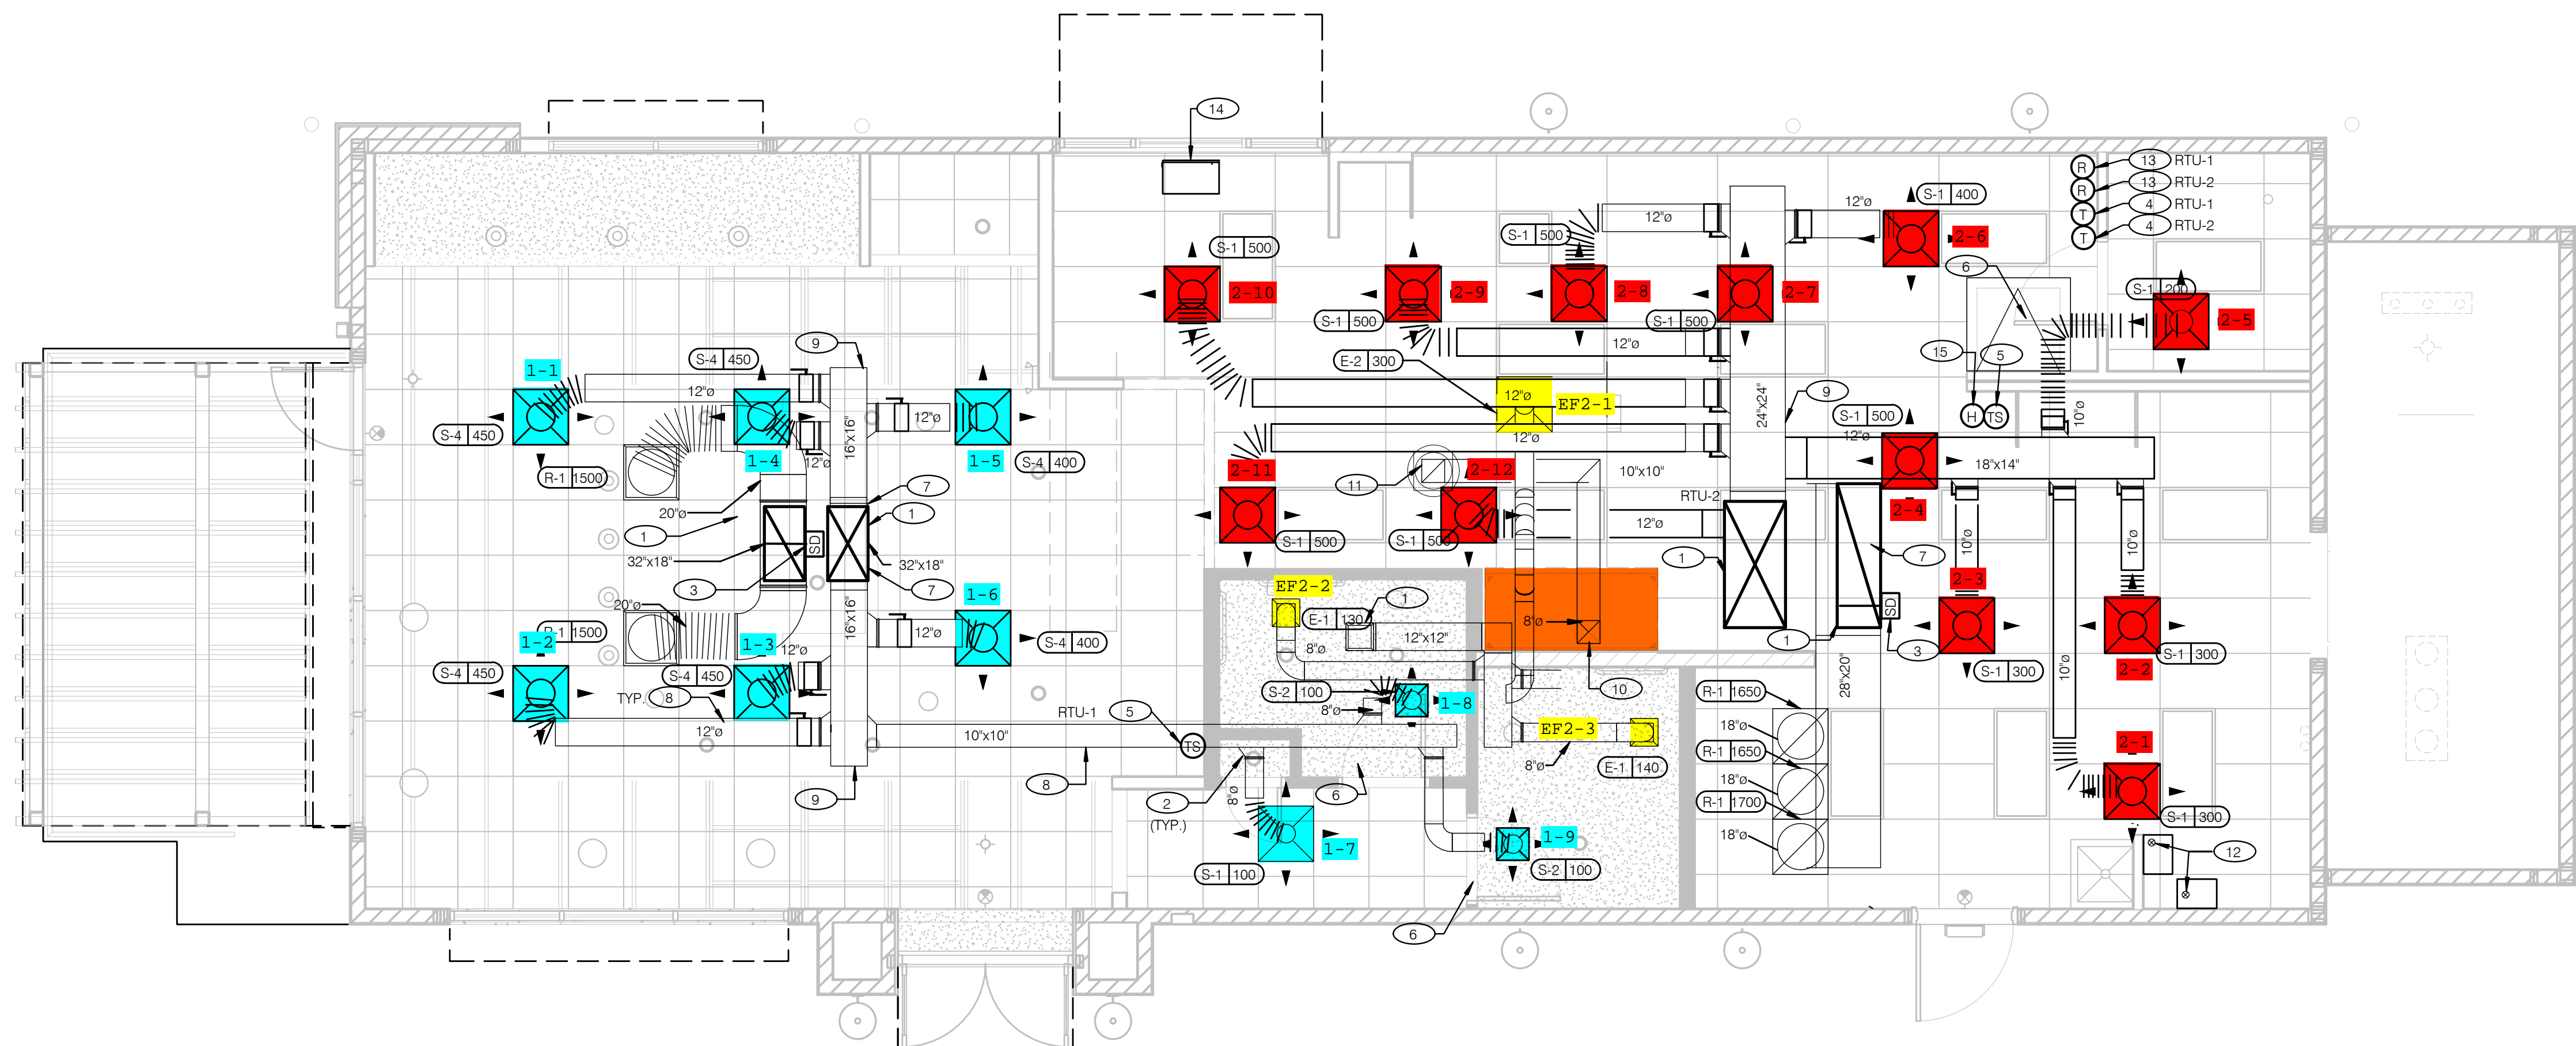 14
13 RTU-1
13 RTU-2
4 RTU-1
4 RTU-2
R
R
T
T
S-1 400
12"ø
12"ø
S-1 500
S-1 500
2-6
6
2-10
2-9
2-8
2-7
S-1 200
2-5
S-1 500
S-1 500
12"ø
9
S-4 450
E-2 300
15
5
1-1
12"ø
12"ø
EF2-1
24"x24"
9
H
TS
10"ø
S-1 500
12"ø
12"ø
16"x16"
S-4 450
1-4
12"ø
1-5
S-4 400
12"ø
R-1 1500
2-11
2-12
10"x10"
18"x14"
11
7
20"ø
1
RTU-2
2-4
1
SD
32"x18"
32"x18"
S-1 500
S-1 500
12"ø
1
7
10"ø
10"ø
3
7
EF2-2
2-3
1-6
20"ø
16"x16"
E-1 130
1
8"ø
SD
R-1 1500
1-2
12"ø
12"x12"
1
3
2-2
S-1 300
S-4 400
1-3
12"ø
8"ø
10"ø
S-4 450
S-4 450
28"x20"
S-1 300
TYP. 8
S-2 100
10
R-1 1650
1-8
8"ø
RTU-1
5
12"ø
10"x10"
TS
EF2-3
18"ø
2-1
R-1 1650
8"ø
E-1 140
8
6
18"ø
9
2
(TYP.)
8"ø
R-1 1700
S-1 300
18"ø
1-7
1-9
12
S-1 100
S-2 100
6